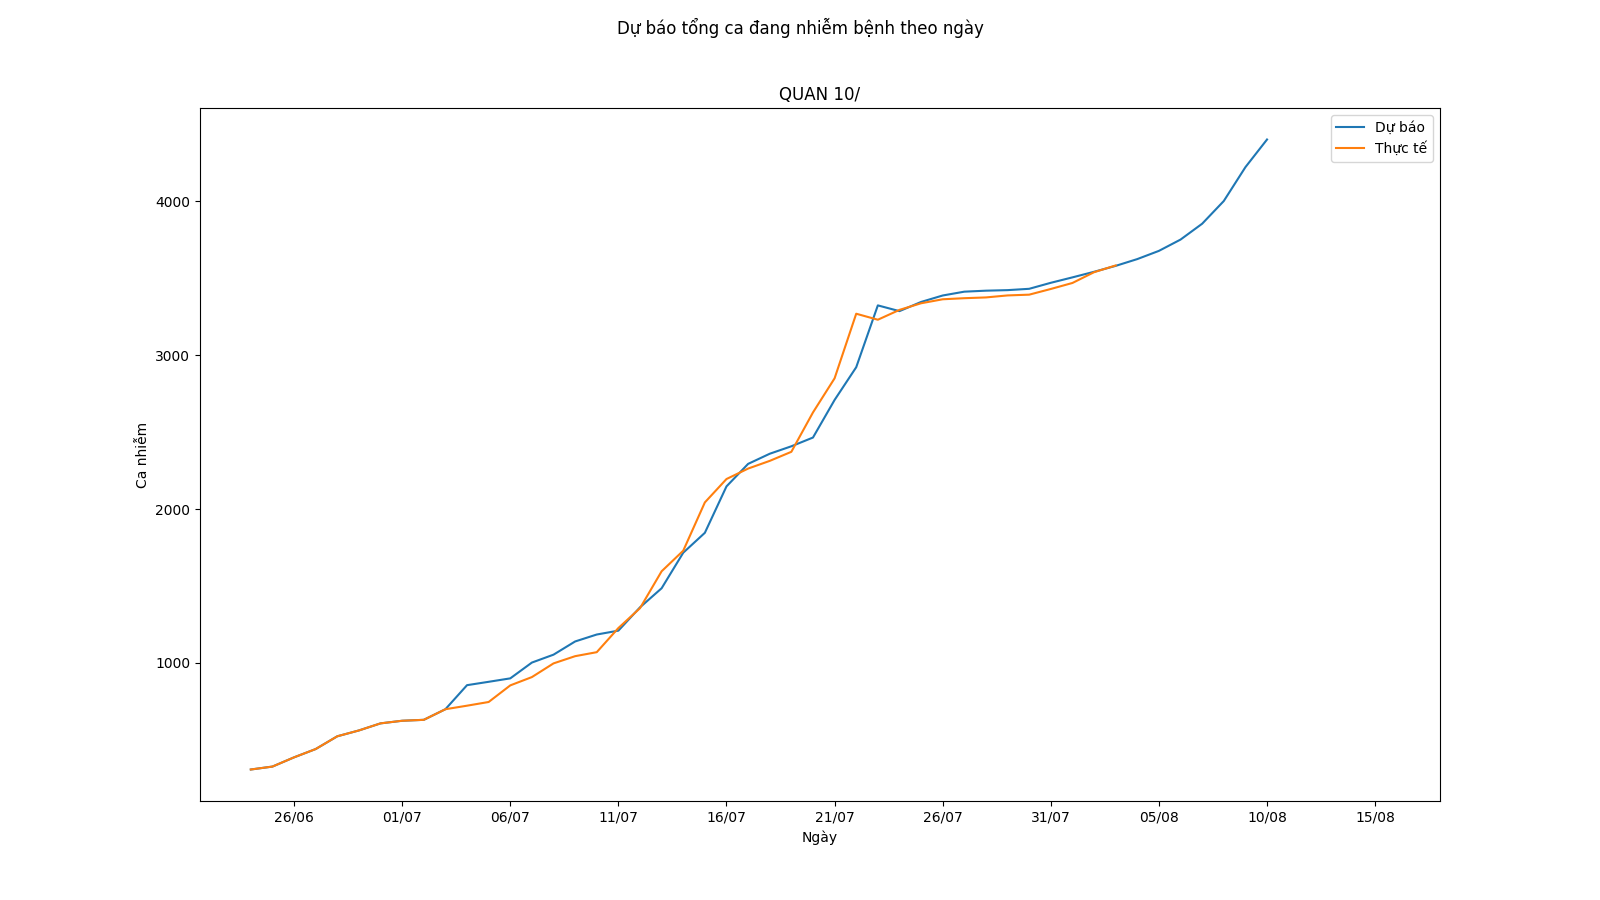 Dự báo tổng ca đang nhiễm bệnh theo ngày
QUAN 10/
Dự báo
Thực tế
4000
3000
2000
1000
Ca nhiễm
26/06
01/07
06/07
11/07
16/07
21/07
26/07
31/07
05/08
10/08
15/08
Ngày